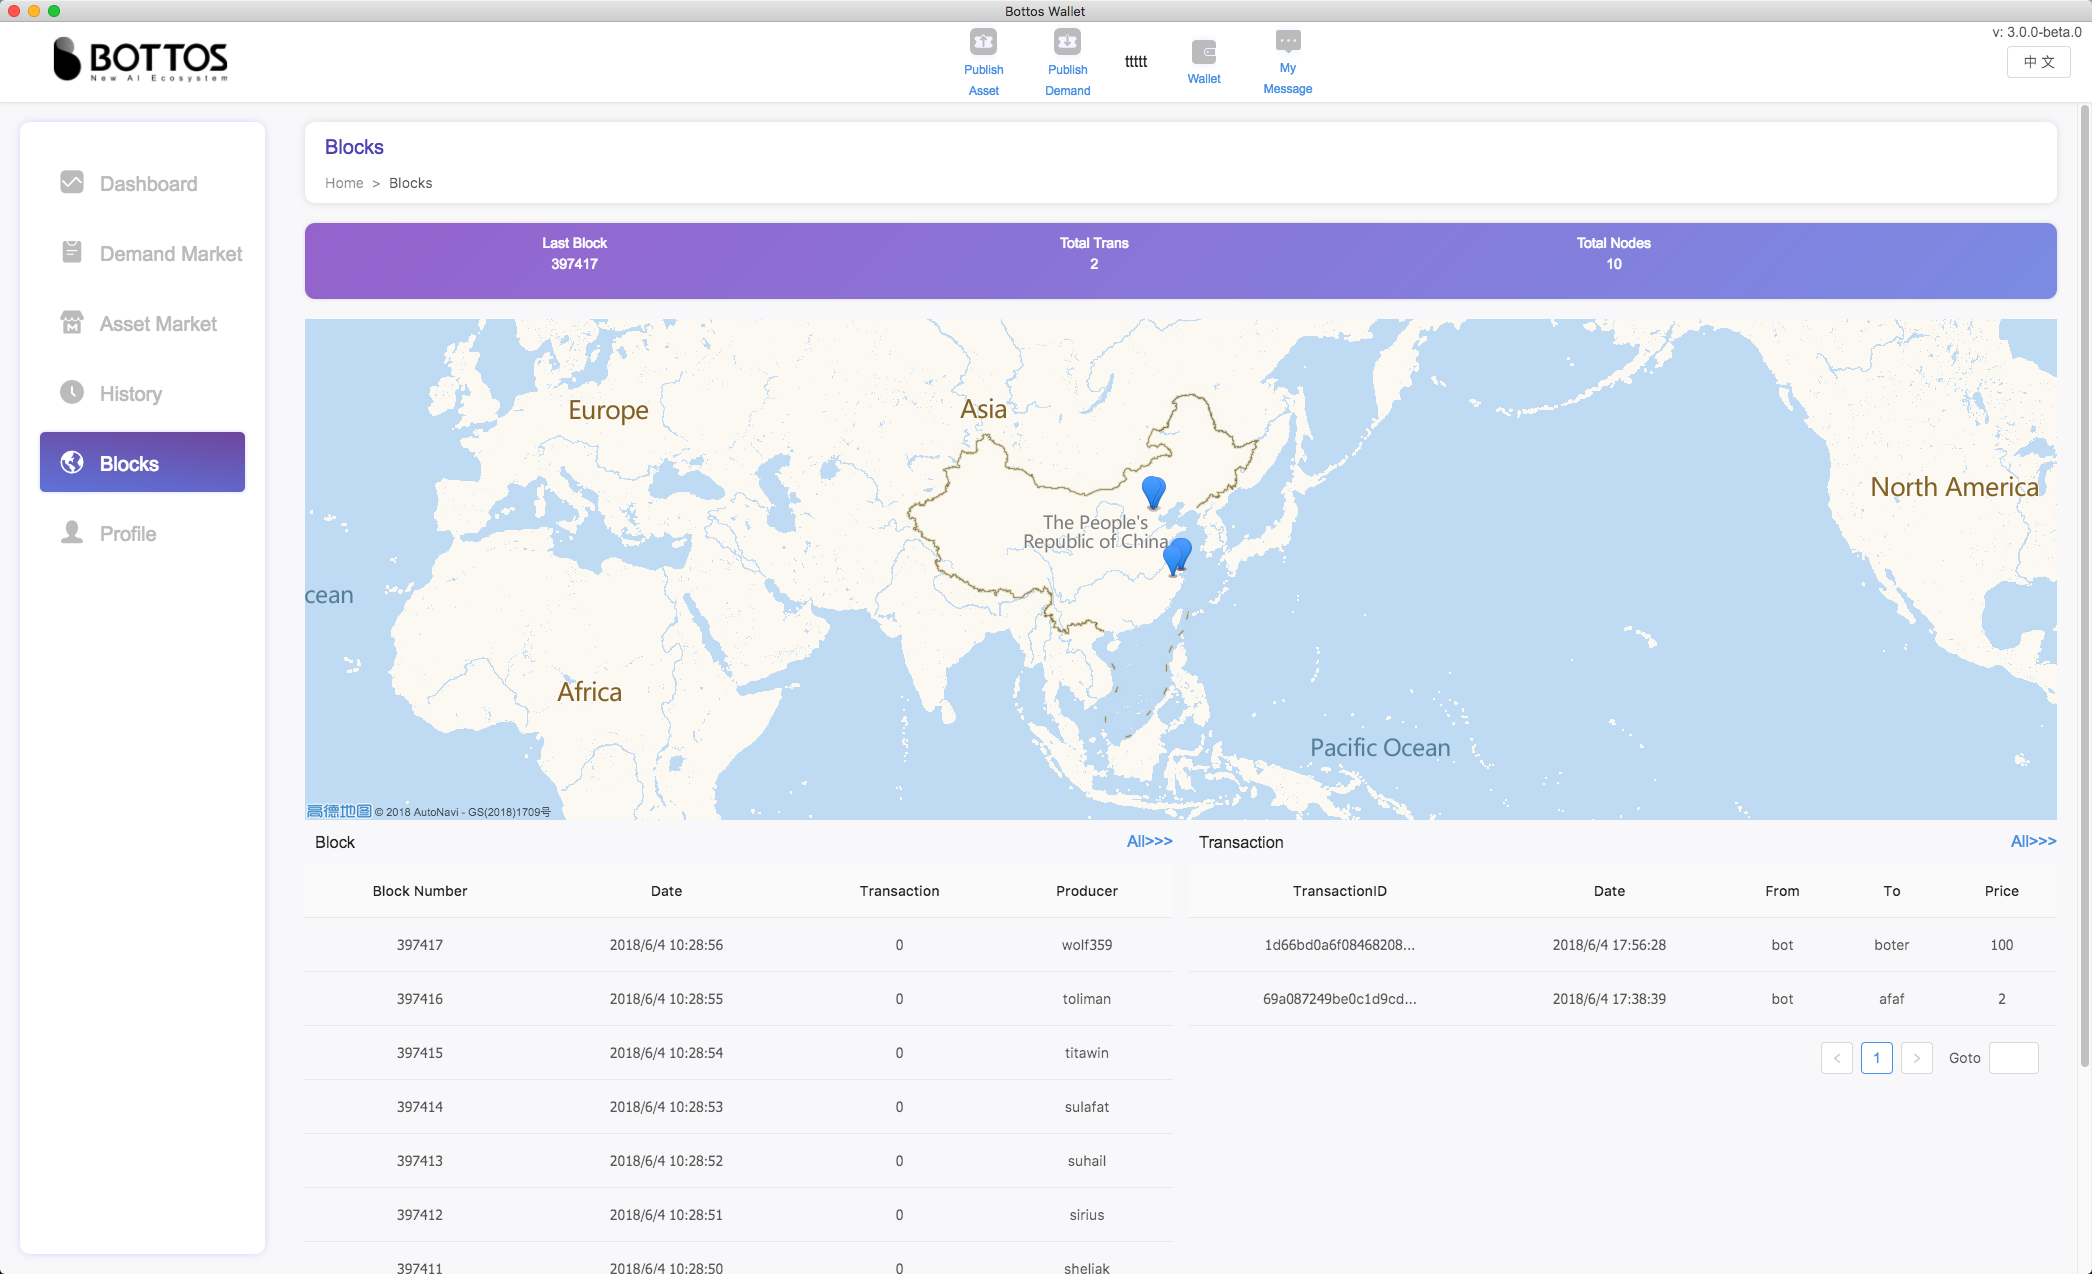 Bottos Wallet
BOTTOS
New AI Ecosystem
Publish
Asset
Publish
Demand
ttttt
Wallet
My
Message
v: 3.0.0-beta.0
中 文
Dashboard
Demand Market
Asset Market
History
Blocks
Profile
Blocks
Home > Blocks
Last Block
397417
Total Trans
2
Total Nodes
10
Europe
Asia
North America
The People's
Republic of China
cean
Africa
Pacific Ocean
高德地图 © 2018 AutoNavi - GS(2018)1709号
Block All>>>
Block Number Date Transaction Producer
397417 2018/6/4 10:28:56 0 wolf359
397416 2018/6/4 10:28:55 0 toliman
397415 2018/6/4 10:28:54 0 titawin
397414 2018/6/4 10:28:53 0 sulafat
397413 2018/6/4 10:28:52 0 suhail
397412 2018/6/4 10:28:51 0 sirius
397411 2018/6/4 10:28:50 0 sheliak
Transaction All>>>
TransactionID Date From To Price
1d66bd0a6f08468208... 2018/6/4 17:56:28 bot boter 100
69a087249be0c1d9cd... 2018/6/4 17:38:39 bot afaf 2
< 1 > Goto